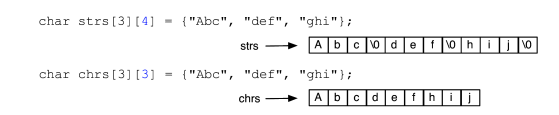 char strs[3][4] = {"Abc", "def", "ghi"};
strs A b c \0 d e f \0 h i j \0
char chrs[3][3] = {"Abc", "def", "ghi"};
chrs A b c d e f h i j